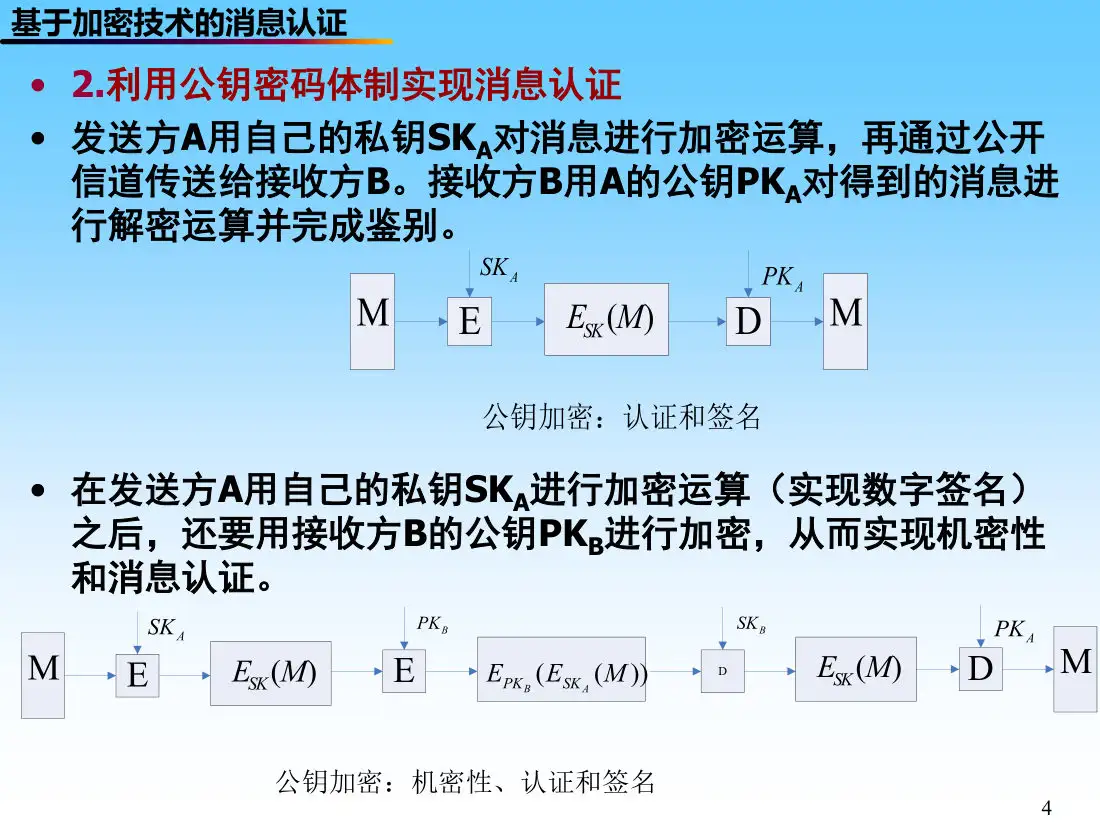 基于加密技术的消息认证
• 2.利用公钥密码体制实现消息认证
• 发送方A用自己的私钥SKA对消息进行加密运算，再通过公开
信道传送给接收方B。接收方B用A的公钥PKA对得到的消息进
行解密运算并完成鉴别。
SKA PKA
M E ESK(M) D M
公钥加密：认证和签名
• 在发送方A用自己的私钥SKA进行加密运算（实现数字签名）
之后，还要用接收方B的公钥PKB进行加密，从而实现机密性
和消息认证。
SKA PKB SKB PKA
M E ESK(M) E EPKB(ESKA(M)) D ESK(M) D M
公钥加密：机密性、认证和签名
4